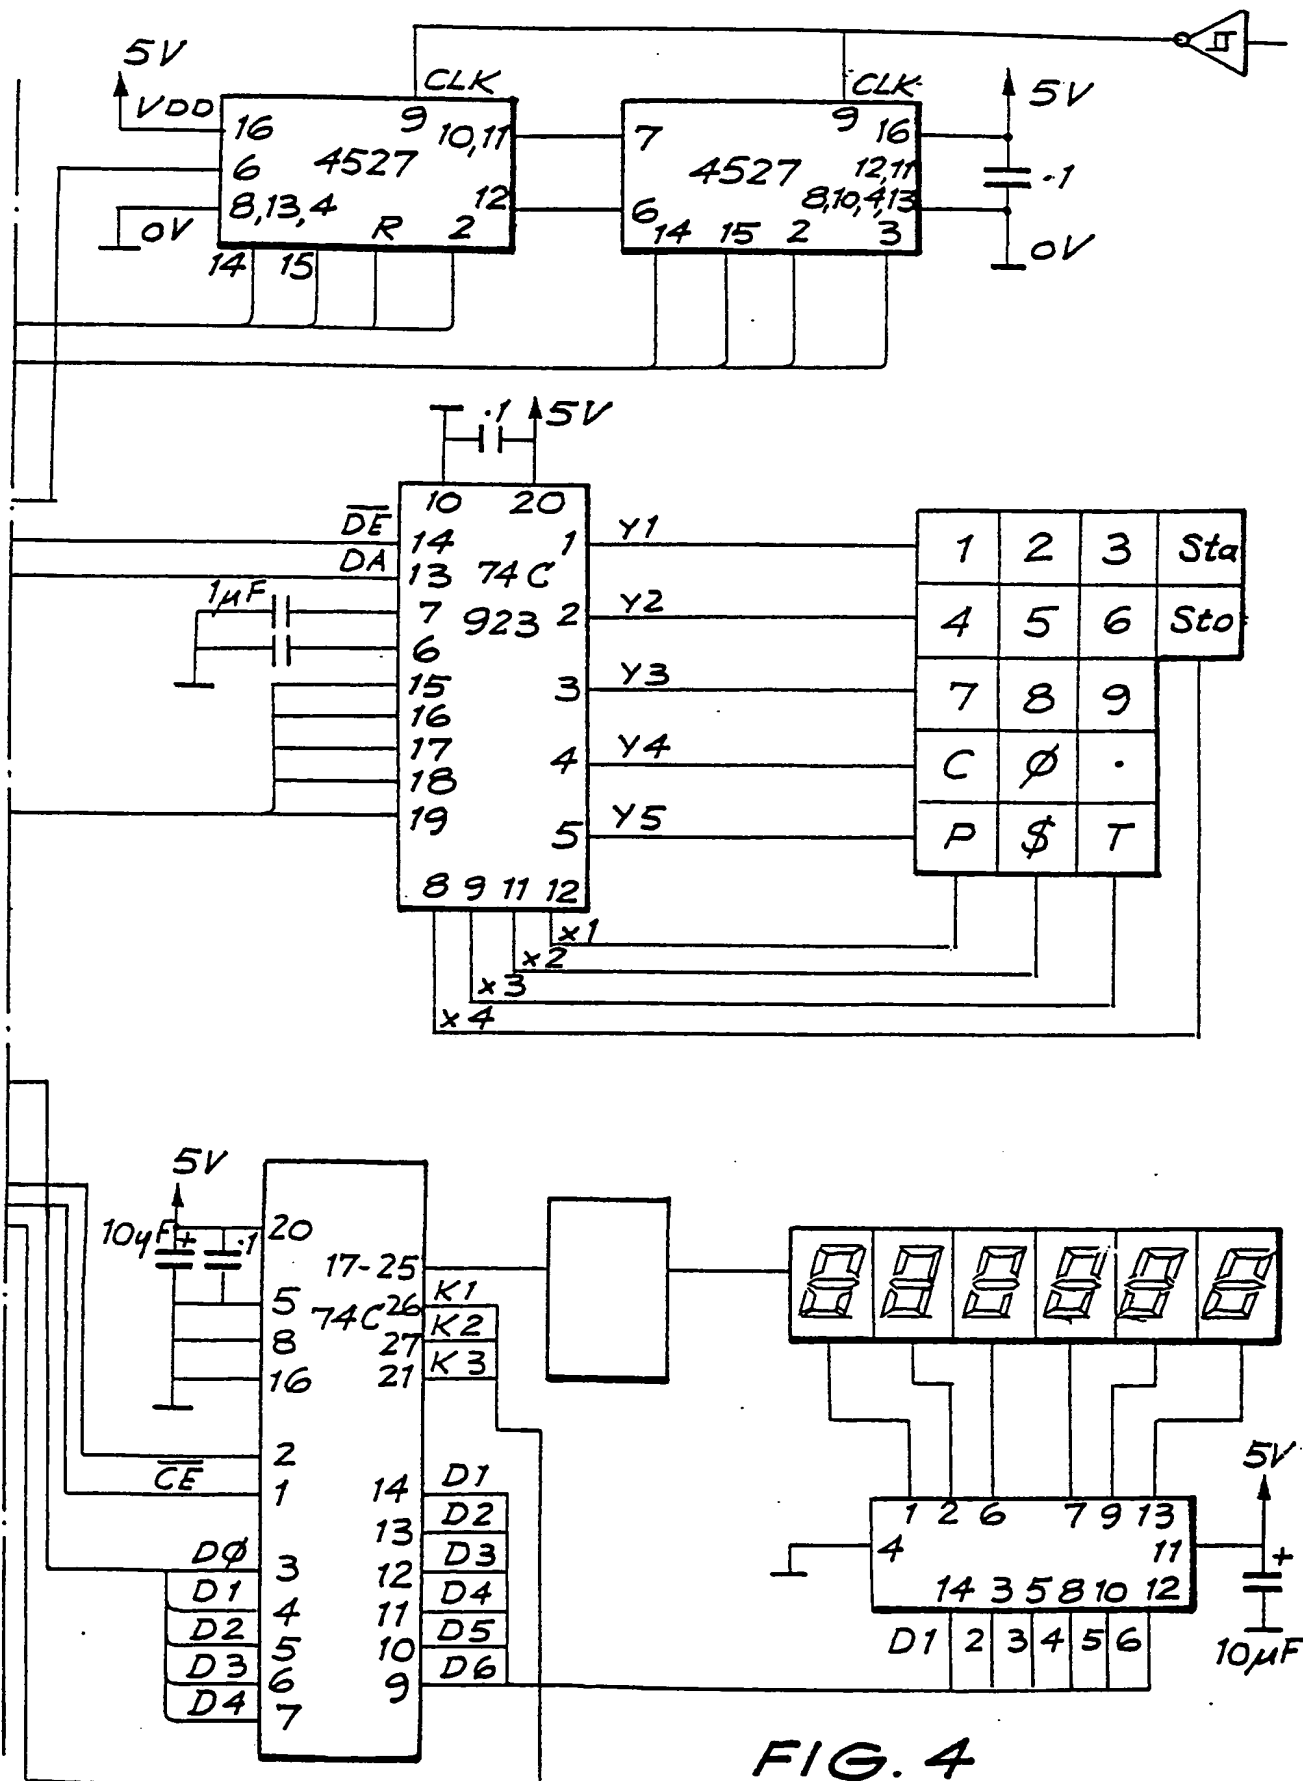 5V
VDD
16
6
8,13,4
0V
CLK
9
10,11
4527
12
R
2
14
15
CLK
9
16
7
4527
12,11
8,10,4,13
6
14
15
2
3
5V
.1
0V
.1
5V
10
20
DE
14
DA
13
1µF
7
6
15
16
17
18
19
74C
923
1
Y1
2
Y2
3
Y3
4
Y4
5
Y5
8
9
11
12
x1
x2
x3
x4
1 2 3 Sta
4 5 6 Sto
7 8 9
C Ø .
P $ T
5V
10µF
+
.1
20
5
8
16
2
CE
1
DØ
3
D1
4
D2
5
D3
6
D4
7
17-25
74C
26
K1
27
K2
21
K3
14
D1
13
D2
12
D3
11
D4
10
D5
9
D6
8 8 8 8 8 8
1 2 6 7 9 13
4
11
14 3 5 8 10 12
D1 2 3 4 5 6
5V
+
10µF
FIG. 4